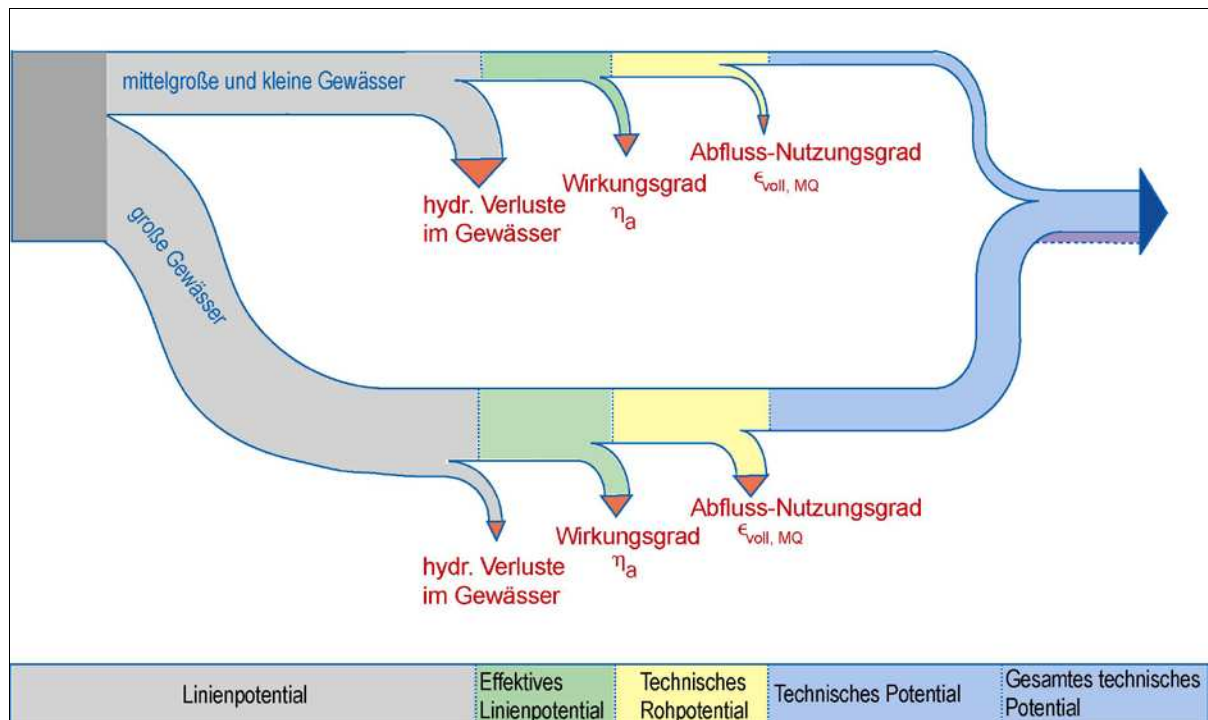 mittelgroße und kleine Gewässer
große Gewässer
hydr. Verluste
im Gewässer
Wirkungsgrad
ηa
Abfluss-Nutzungsgrad
ϵvoll, MQ
hydr. Verluste
im Gewässer
Wirkungsgrad
ηa
Abfluss-Nutzungsgrad
ϵvoll, MQ
Linienpotential
Effektives
Linienpotential
Technisches
Rohpotential
Technisches Potential
Gesamtes technisches
Potential